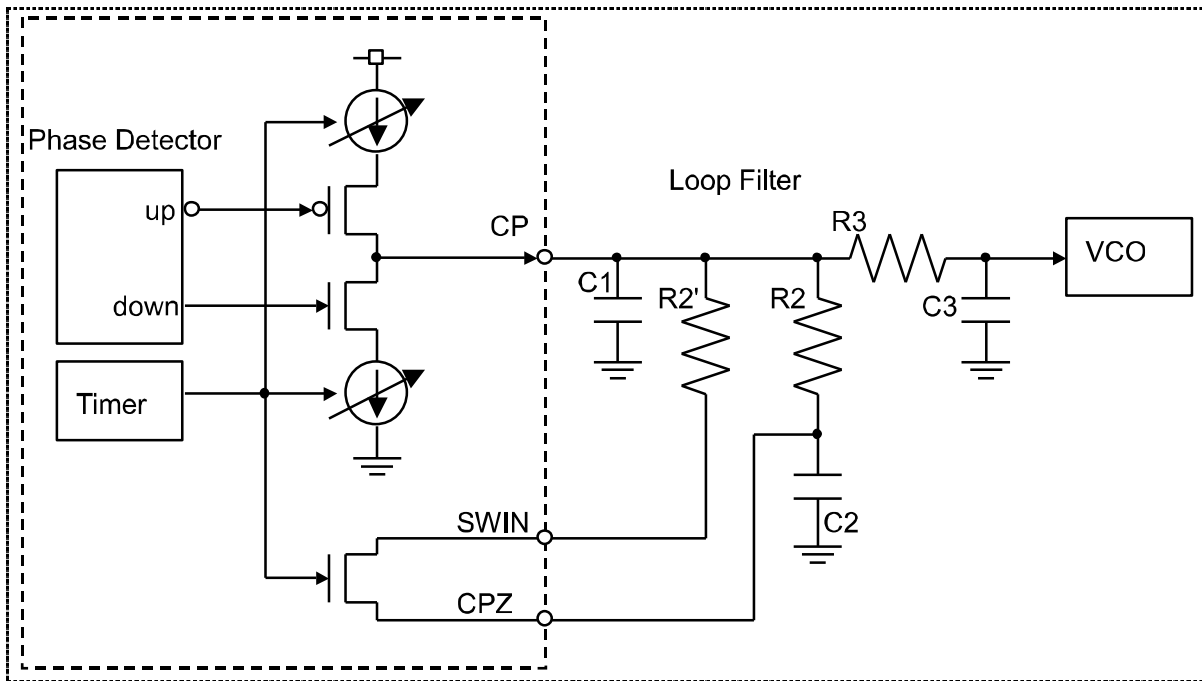 Phase Detector
up
down
Timer
CP
SWIN
CPZ
Loop Filter
C1
R2'
R2
C2
R3
C3
VCO